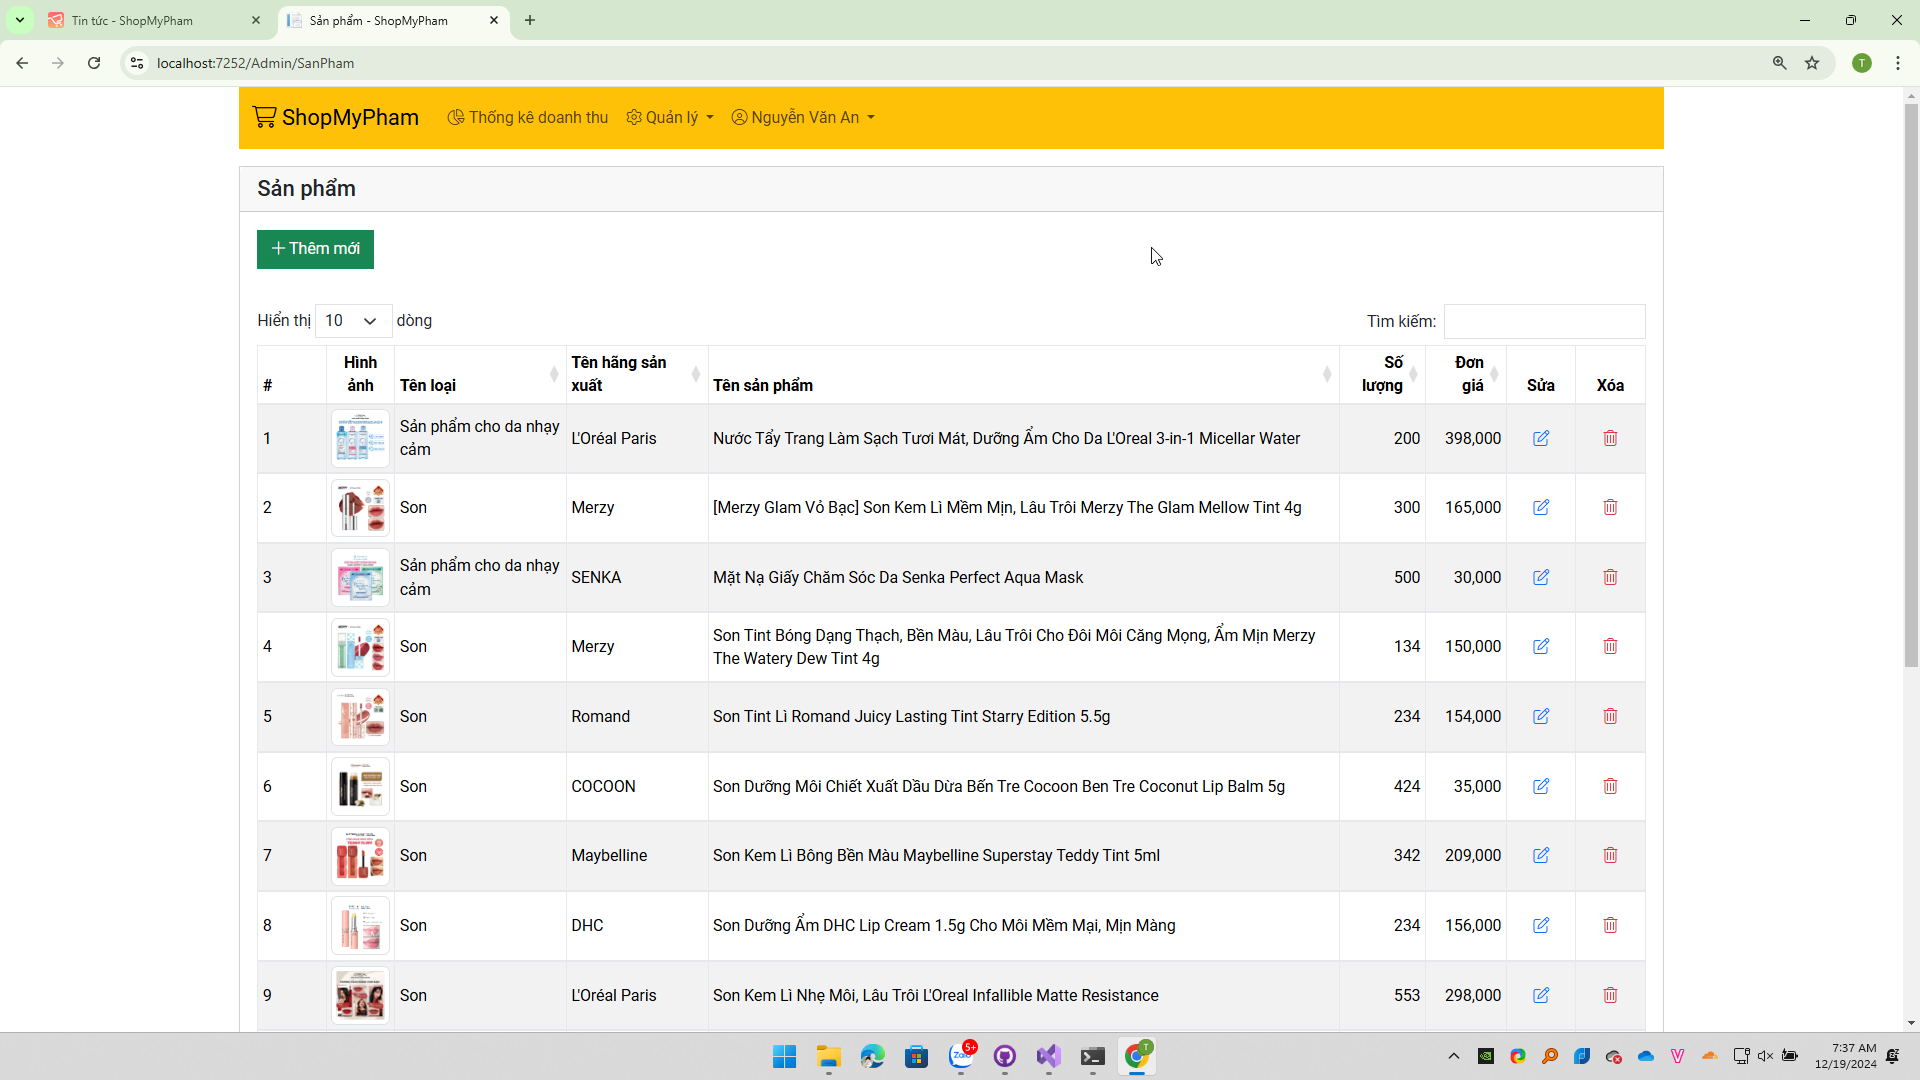 Tin tức - ShopMyPham
Sản phẩm - ShopMyPham
localhost:7252/Admin/SanPham
T
ShopMyPham
Thống kê doanh thu
Quản lý
Nguyễn Văn An
Sản phẩm
Thêm mới
Hiển thị 10 dòng
Tìm kiếm:
# Hình ảnh Tên loại Tên hãng sản xuất Tên sản phẩm Số lượng Đơn giá Sửa Xóa
1 Sản phẩm cho da nhạy cảm L'Oréal Paris Nước Tẩy Trang Làm Sạch Tươi Mát, Dưỡng Ẩm Cho Da L'Oreal 3-in-1 Micellar Water 200 398,000
2 Son Merzy [Merzy Glam Vỏ Bạc] Son Kem Lì Mềm Mịn, Lâu Trôi Merzy The Glam Mellow Tint 4g 300 165,000
3 Sản phẩm cho da nhạy cảm SENKA Mặt Nạ Giấy Chăm Sóc Da Senka Perfect Aqua Mask 500 30,000
4 Son Merzy Son Tint Bóng Dạng Thạch, Bền Màu, Lâu Trôi Cho Đôi Môi Căng Mọng, Ẩm Mịn Merzy The Watery Dew Tint 4g 134 150,000
5 Son Romand Son Tint Lì Romand Juicy Lasting Tint Starry Edition 5.5g 234 154,000
6 Son COCOON Son Dưỡng Môi Chiết Xuất Dầu Dừa Bến Tre Cocoon Ben Tre Coconut Lip Balm 5g 424 35,000
7 Son Maybelline Son Kem Lì Bông Bền Màu Maybelline Superstay Teddy Tint 5ml 342 209,000
8 Son DHC Son Dưỡng Ẩm DHC Lip Cream 1.5g Cho Môi Mềm Mại, Mịn Màng 234 156,000
9 Son L'Oréal Paris Son Kem Lì Nhẹ Môi, Lâu Trôi L'Oreal Infallible Matte Resistance 553 298,000
Zalo
5+
T
7:37 AM
12/19/2024